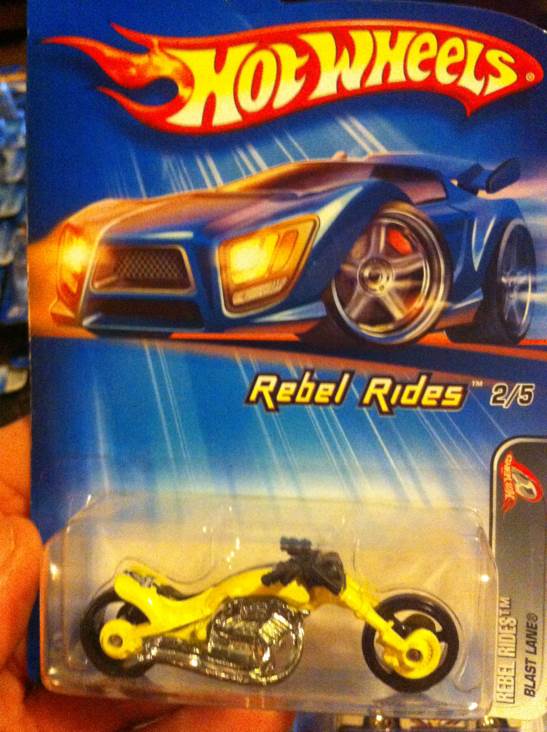 HOT WHEELS®
Rebel Rides™ 2/5
REBEL RIDES™
BLAST LANE®